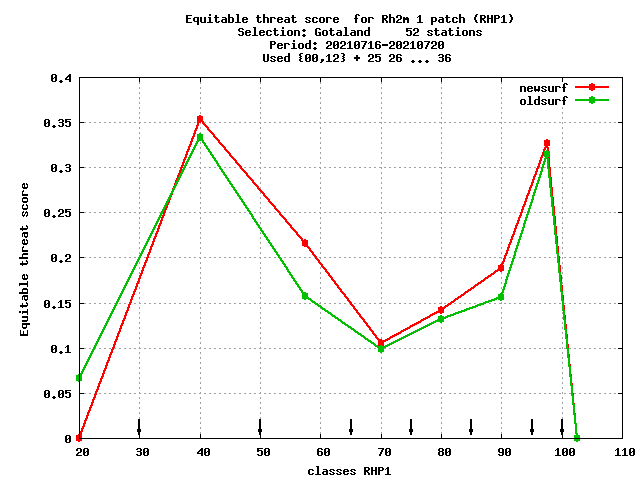 Equitable threat score  for Rh2m 1 patch (RHP1)
Selection: Gotaland     52 stations
Period: 20210716-20210720
Used {00,12} + 25 26 ... 36
newsurf
oldsurf
0.4
0.35
0.3
0.25
0.2
0.15
0.1
0.05
0
Equitable threat score
20 30 40 50 60 70 80 90 100 110
classes RHP1